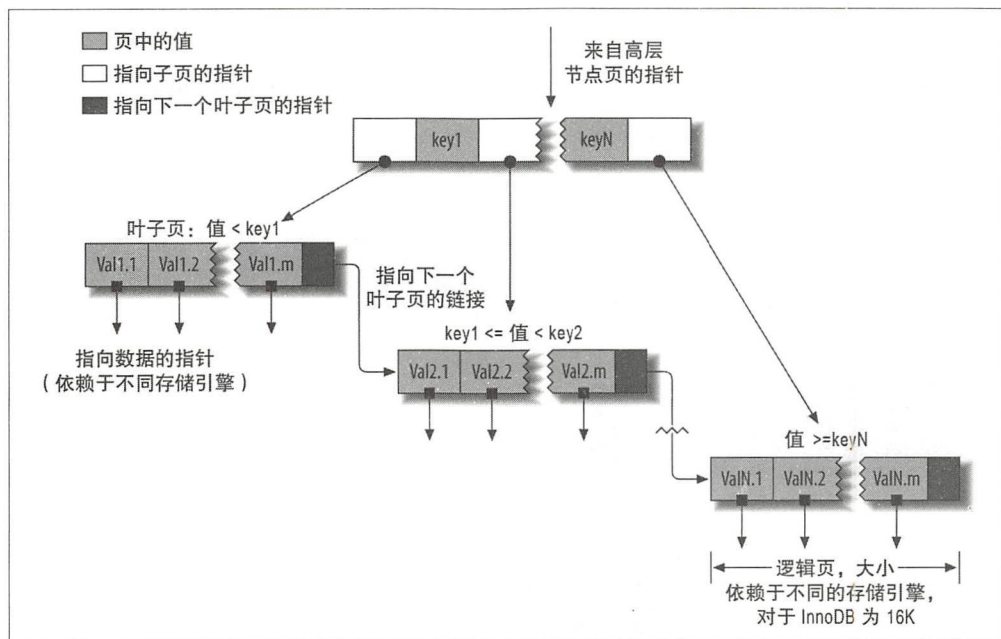 页中的值
指向子页的指针
指向下一个叶子页的指针
来自高层
节点页的指针
key1
keyN
叶子页：值 < key1
Val1.1
Val1.2
Val1.m
指向下一个
叶子页的链接
指向数据的指针
（依赖于不同存储引擎）
key1 <= 值 < key2
Val2.1
Val2.2
Val2.m
值 >=keyN
ValN.1
ValN.2
ValN.m
逻辑页，大小
依赖于不同的存储引擎，
对于 InnoDB 为 16K